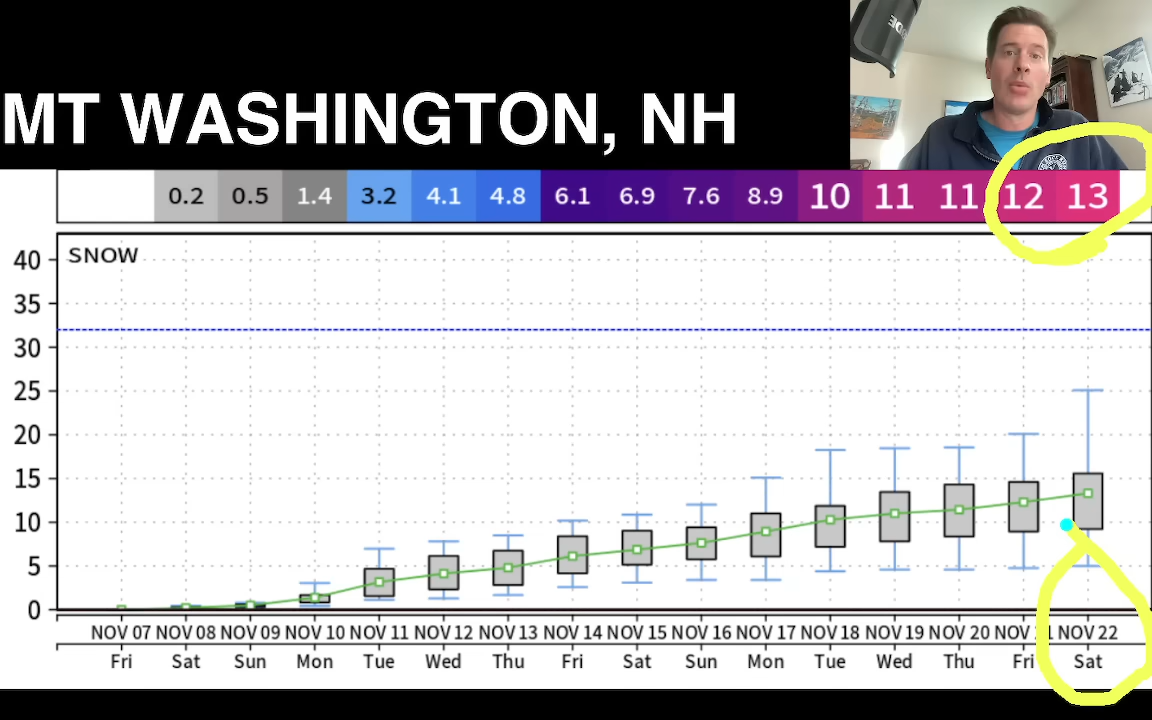 MT WASHINGTON, NH
0.2 0.5 1.4 3.2 4.1 4.8 6.1 6.9 7.6 8.9 10 11 11 12 13
SNOW
40
35
30
25
20
15
10
5
0
NOV 07 NOV 08 NOV 09 NOV 10 NOV 11 NOV 12 NOV 13 NOV 14 NOV 15 NOV 16 NOV 17 NOV 18 NOV 19 NOV 20 NOV 21 NOV 22
Fri Sat Sun Mon Tue Wed Thu Fri Sat Sun Mon Tue Wed Thu Fri Sat